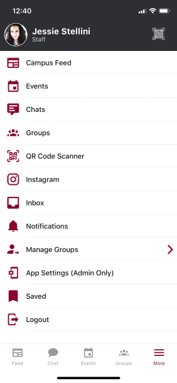 12:40
Jessie Stellini
Staff
Campus Feed
Events
Chats
Groups
QR Code Scanner
Instagram
Inbox
Notifications
Manage Groups
App Settings (Admin Only)
Saved
Logout
Feed Chat Events Groups More